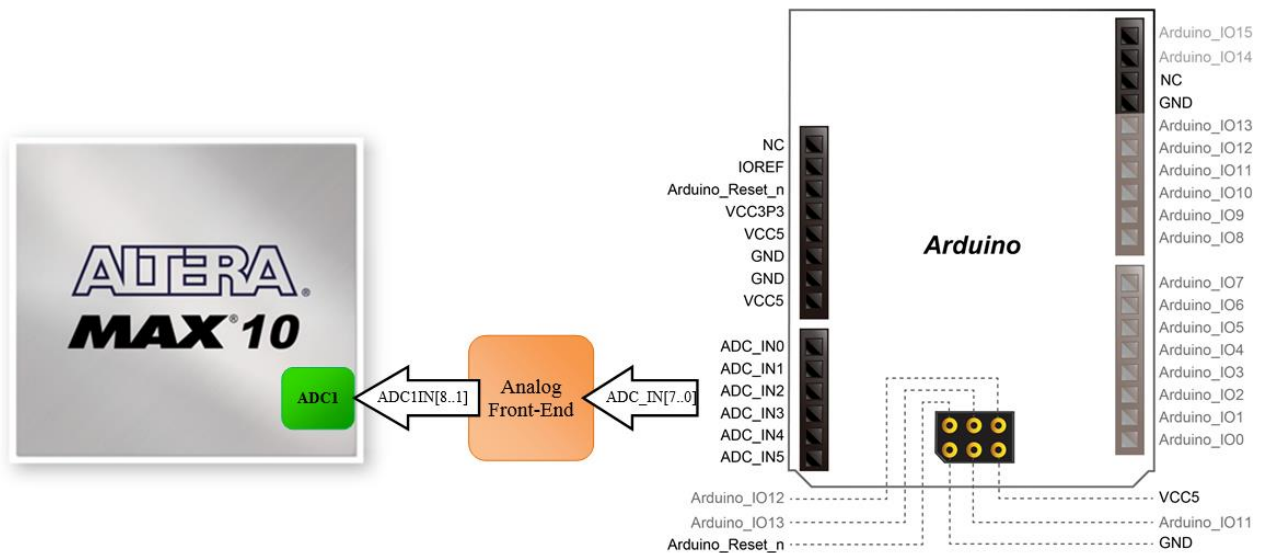 ALTERA®
MAX® 10
ADC1
ADC1IN[8..1]
Analog
Front-End
ADC_IN[7..0]
NC
IOREF
Arduino_Reset_n
VCC3P3
VCC5
GND
GND
VCC5
ADC_IN0
ADC_IN1
ADC_IN2
ADC_IN3
ADC_IN4
ADC_IN5
Arduino
Arduino_IO15
Arduino_IO14
NC
GND
Arduino_IO13
Arduino_IO12
Arduino_IO11
Arduino_IO10
Arduino_IO9
Arduino_IO8
Arduino_IO7
Arduino_IO6
Arduino_IO5
Arduino_IO4
Arduino_IO3
Arduino_IO2
Arduino_IO1
Arduino_IO0
Arduino_IO12
Arduino_IO13
Arduino_Reset_n
VCC5
Arduino_IO11
GND